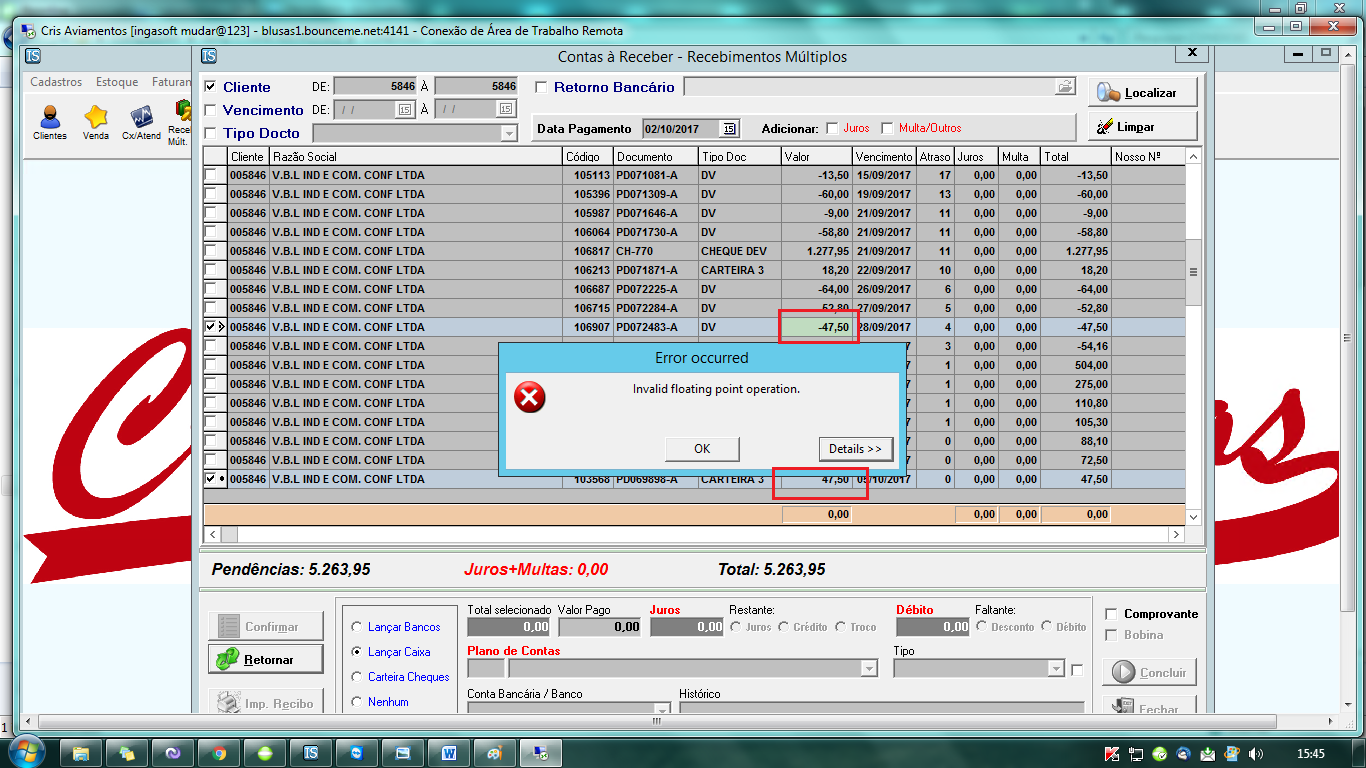 Cris Aviamentos [ingasoft mudar@123] - blusas1.bounceme.net:4141 - Conexão de Área de Trabalho Remota
IS
IS Contas à Receber - Recebimentos Múltiplos X
Cadastros Estoque Faturan
Clientes Venda Cx/Atend Rece Múlt.
Cliente DE: 5846 À 5846 Retorno Bancário Localizar
Vencimento DE: / / 15 À / / 15
Tipo Docto Data Pagamento 02/10/2017 15 Adicionar: Juros Multa/Outros Limpar
Cliente Razão Social Código Documento Tipo Doc Valor Vencimento Atraso Juros Multa Total Nosso Nº
005846 V.B.L IND E COM. CONF LTDA 105113 PD071081-A DV -13,50 15/09/2017 17 0,00 0,00 -13,50
005846 V.B.L IND E COM. CONF LTDA 105396 PD071309-A DV -60,00 19/09/2017 13 0,00 0,00 -60,00
005846 V.B.L IND E COM. CONF LTDA 105987 PD071646-A DV -9,00 21/09/2017 11 0,00 0,00 -9,00
005846 V.B.L IND E COM. CONF LTDA 106064 PD071730-A DV -58,80 21/09/2017 11 0,00 0,00 -58,80
005846 V.B.L IND E COM. CONF LTDA 106817 CH-770 CHEQUE DEV 1.277,95 21/09/2017 11 0,00 0,00 1.277,95
005846 V.B.L IND E COM. CONF LTDA 106213 PD071871-A CARTEIRA 3 18,20 22/09/2017 10 0,00 0,00 18,20
005846 V.B.L IND E COM. CONF LTDA 106687 PD072225-A DV -64,00 26/09/2017 6 0,00 0,00 -64,00
005846 V.B.L IND E COM. CONF LTDA 106715 PD072284-A DV -52,80 27/09/2017 5 0,00 0,00 -52,80
005846 V.B.L IND E COM. CONF LTDA 106907 PD072483-A DV -47,50 28/09/2017 4 0,00 0,00 -47,50
005846 V.B.L IND E COM. CONF LTDA 7 3 0,00 0,00 -54,16
005846 V.B.L IND E COM. CONF LTDA 7 1 0,00 0,00 504,00
005846 V.B.L IND E COM. CONF LTDA 7 1 0,00 0,00 275,00
005846 V.B.L IND E COM. CONF LTDA 7 1 0,00 0,00 110,80
005846 V.B.L IND E COM. CONF LTDA 7 1 0,00 0,00 105,30
005846 V.B.L IND E COM. CONF LTDA 7 0 0,00 0,00 88,10
005846 V.B.L IND E COM. CONF LTDA 7 0 0,00 0,00 72,50
005846 V.B.L IND E COM. CONF LTDA 103568 PD069898-A CARTEIRA 3 47,50 05/10/2017 0 0,00 0,00 47,50
0,00 0,00 0,00 0,00
Error occurred
Invalid floating point operation.
OK Details >>
Pendências: 5.263,95 Juros+Multas: 0,00 Total: 5.263,95
Confirmar
Retornar
Imp. Recibo
Lançar Bancos
Lançar Caixa
Carteira Cheques
Nenhum
Total selecionado Valor Pago Juros Restante: Débito Faltante:
0,00 0,00 0,00 Juros Crédito Troco 0,00 Desconto Débito
Plano de Contas Tipo
Conta Bancária / Banco Histórico
Comprovante
Bobina
Concluir
Fechar
1
IS W 15:45